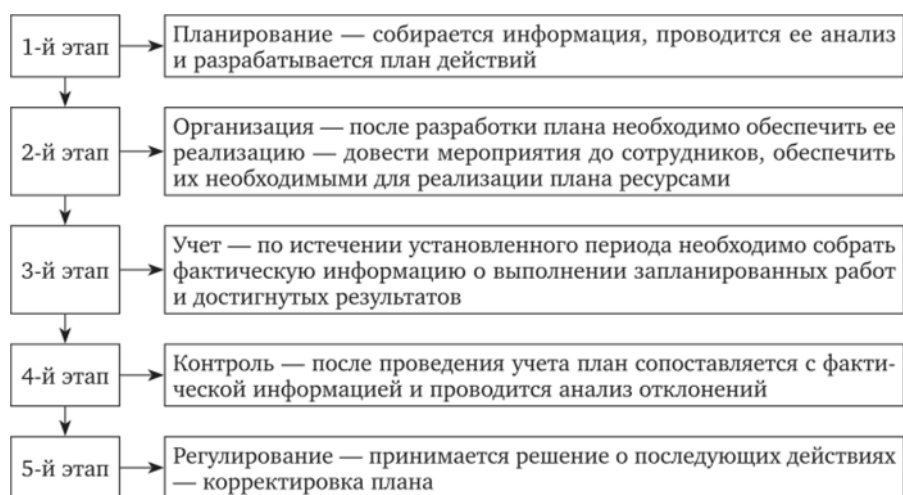 1-й этап
Планирование — собирается информация, проводится ее анализ
и разрабатывается план действий
2-й этап
Организация — после разработки плана необходимо обеспечить ее
реализацию — довести мероприятия до сотрудников, обеспечить
их необходимыми для реализации плана ресурсами
3-й этап
Учет — по истечении установленного периода необходимо собрать
фактическую информацию о выполнении запланированных работ
и достигнутых результатов
4-й этап
Контроль — после проведения учета план сопоставляется с факти-
ческой информацией и проводится анализ отклонений
5-й этап
Регулирование — принимается решение о последующих действиях
— корректировка плана